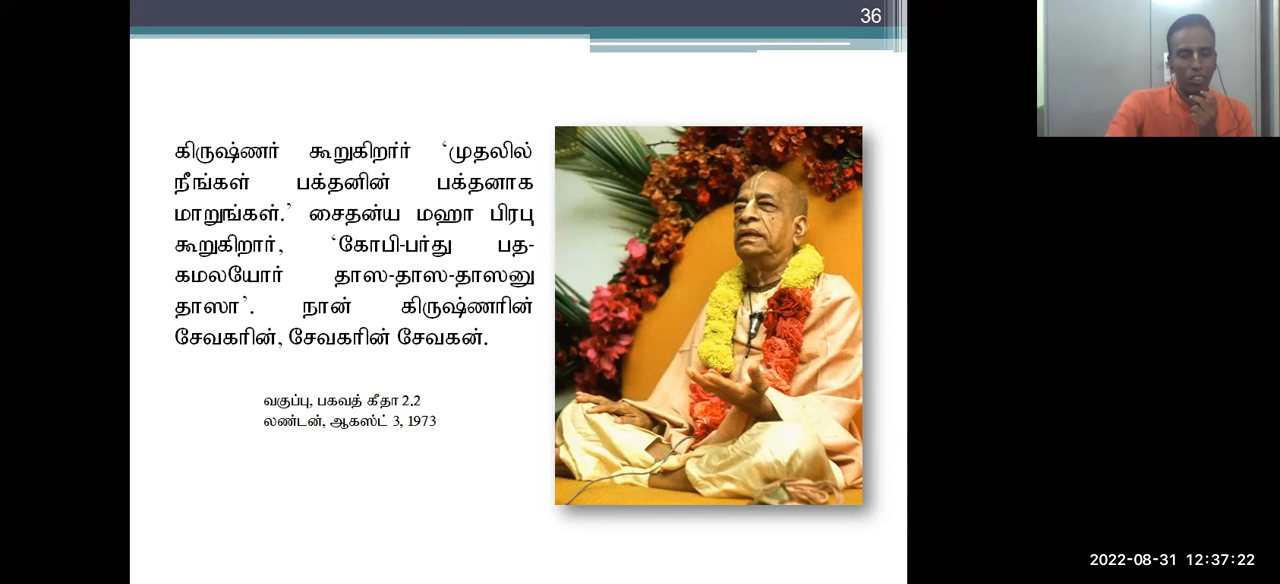 36
கிருஷ்ணர் கூறுகிறார் ‘முதலில்
நீங்கள் பக்தனின் பக்தனாக
மாறுங்கள்.’ சைதன்ய மஹா பிரபு
கூறுகிறார், ‘கோபி-பர்து பத-
கமலயோர் தாஸ-தாஸ-தாஸனு
தாஸா’. நான் கிருஷ்ணரின்
சேவகரின், சேவகரின் சேவகன்.
வகுப்பு, பகவத் கீதா 2.2
லண்டன், ஆகஸ்ட் 3, 1973
2022-08-31 12:37:22